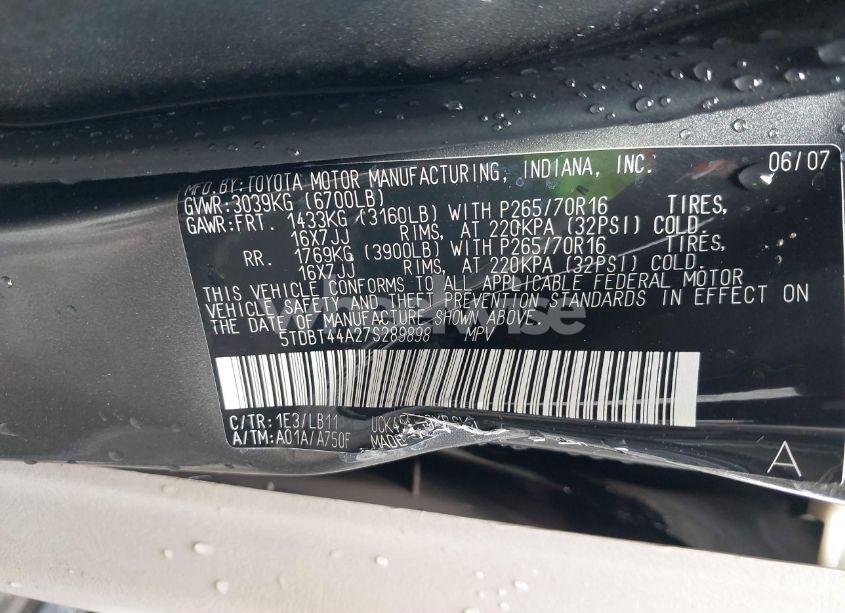 MFD. BY: TOYOTA MOTOR MANUFACTURING, INDIANA, INC. 06/07
GVWR:3039KG (6700LB)
GAWR:FRT. 1433KG (3160LB) WITH P265/70R16 TIRES,
16X7JJ RIMS, AT 220KPA (32PSI) COLD.
RR. 1769KG (3900LB) WITH P265/70R16 TIRES,
16X7JJ RIMS, AT 220KPA (32PSI) COLD.
THIS VEHICLE CONFORMS TO ALL APPLICABLE FEDERAL MOTOR
VEHICLE SAFETY AND THEFT PREVENTION STANDARDS IN EFFECT ON
THE DATE OF MANUFACTURE SHOWN ABOVE.
5TDBT44A27S289898 MPV
C/TR: 1E3/LB11
A/TM: A01A/A750F MADE
A